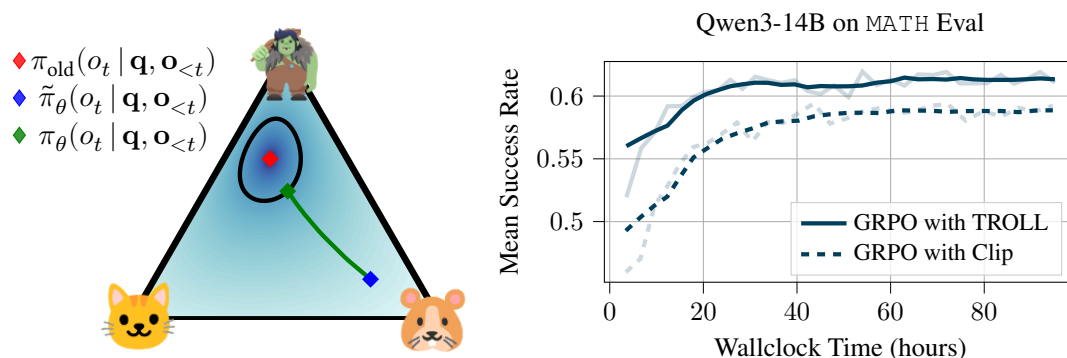 π_old(o_t | q, o_<t)
π̃_θ(o_t | q, o_<t)
π_θ(o_t | q, o_<t)
Qwen3-14B on MATH Eval
Mean Success Rate
0.6
0.55
0.5
GRPO with TROLL
GRPO with Clip
0 20 40 60 80
Wallclock Time (hours)